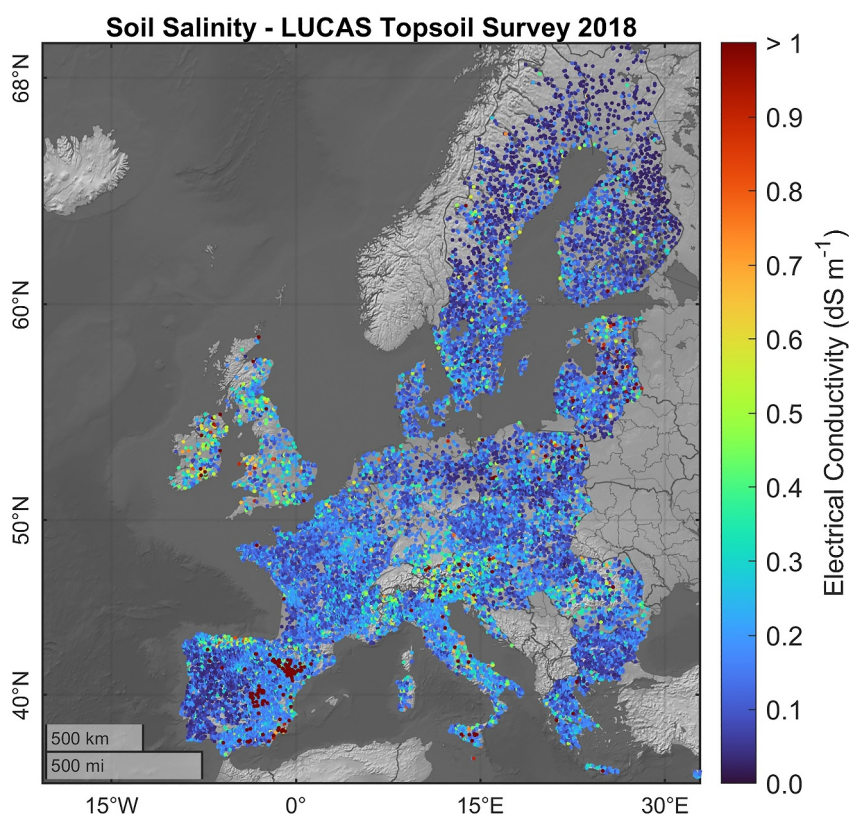 Soil Salinity - LUCAS Topsoil Survey 2018
68°N
60°N
50°N
40°N
500 km
500 mi
15°W
0°
15°E
30°E
> 1
0.9
0.8
0.7
0.6
0.5
0.4
0.3
0.2
0.1
0.0
Electrical Conductivity (dS m⁻¹)